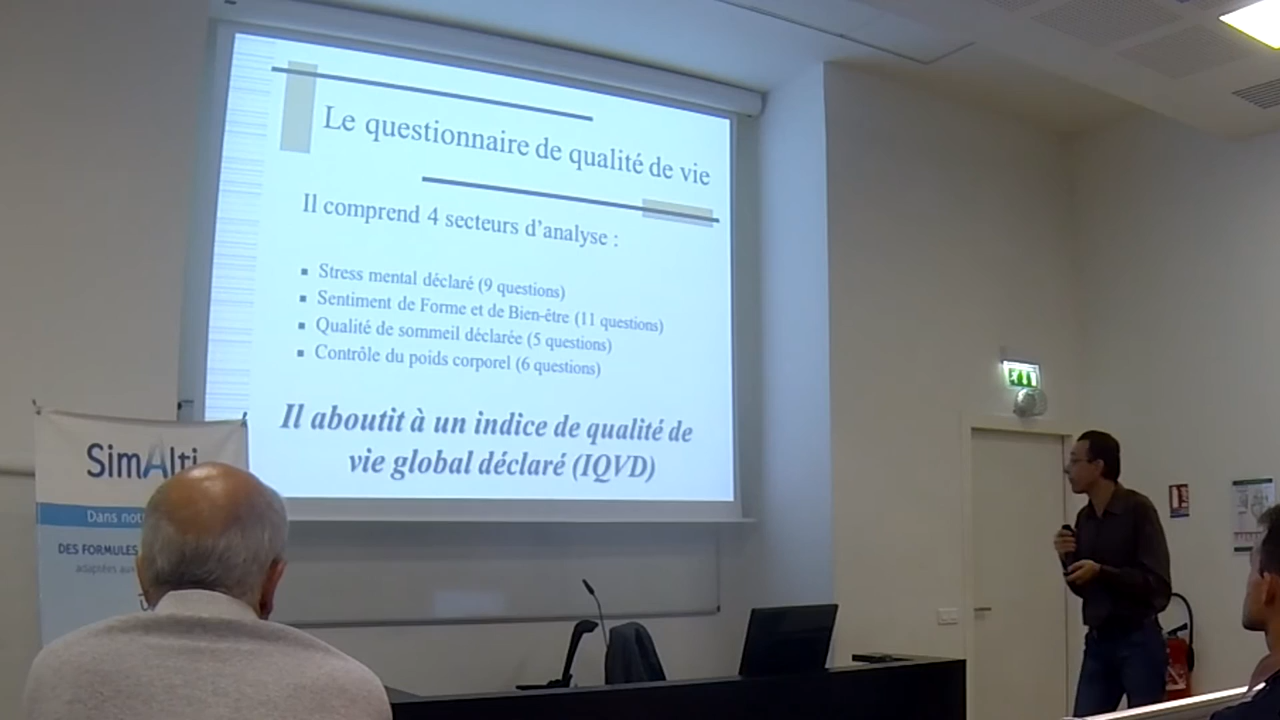 Le questionnaire de qualité de vie
Il comprend 4 secteurs d'analyse :
▪ Stress mental déclaré (9 questions)
▪ Sentiment de Forme et de Bien-être (11 questions)
▪ Qualité de sommeil déclarée (5 questions)
▪ Contrôle du poids corporel (6 questions)
Il aboutit à un indice de qualité de
vie global déclaré (IQVD)
SimAlti
Dans
DES FORMULES
adaptées